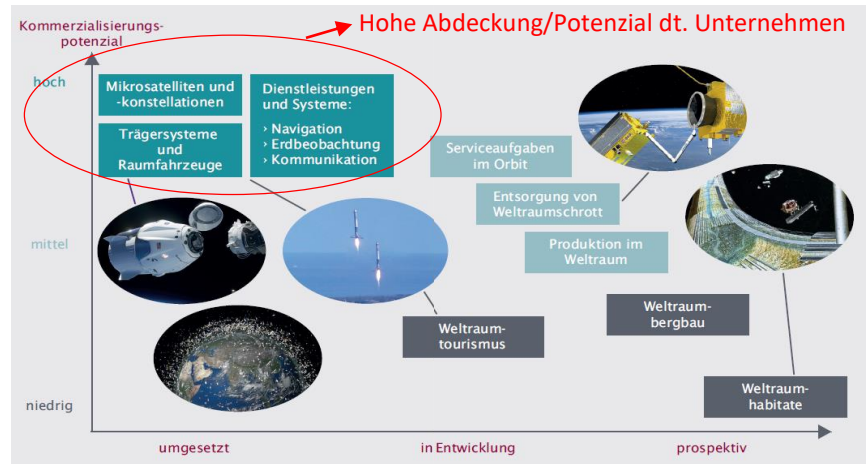 Kommerzialisierungs-
potenzial
Hohe Abdeckung/Potenzial dt. Unternehmen
hoch
Mikrosatelliten und
-konstellationen
Trägersysteme
und
Raumfahrzeuge
Dienstleistungen
und Systeme:
› Navigation
› Erdbeobachtung
› Kommunikation
Serviceaufgaben
im Orbit
Entsorgung von
Weltraumschrott
mittel
Produktion im
Weltraum
Weltraum-
tourismus
Weltraum-
bergbau
Weltraum-
habitate
niedrig
umgesetzt
in Entwicklung
prospektiv